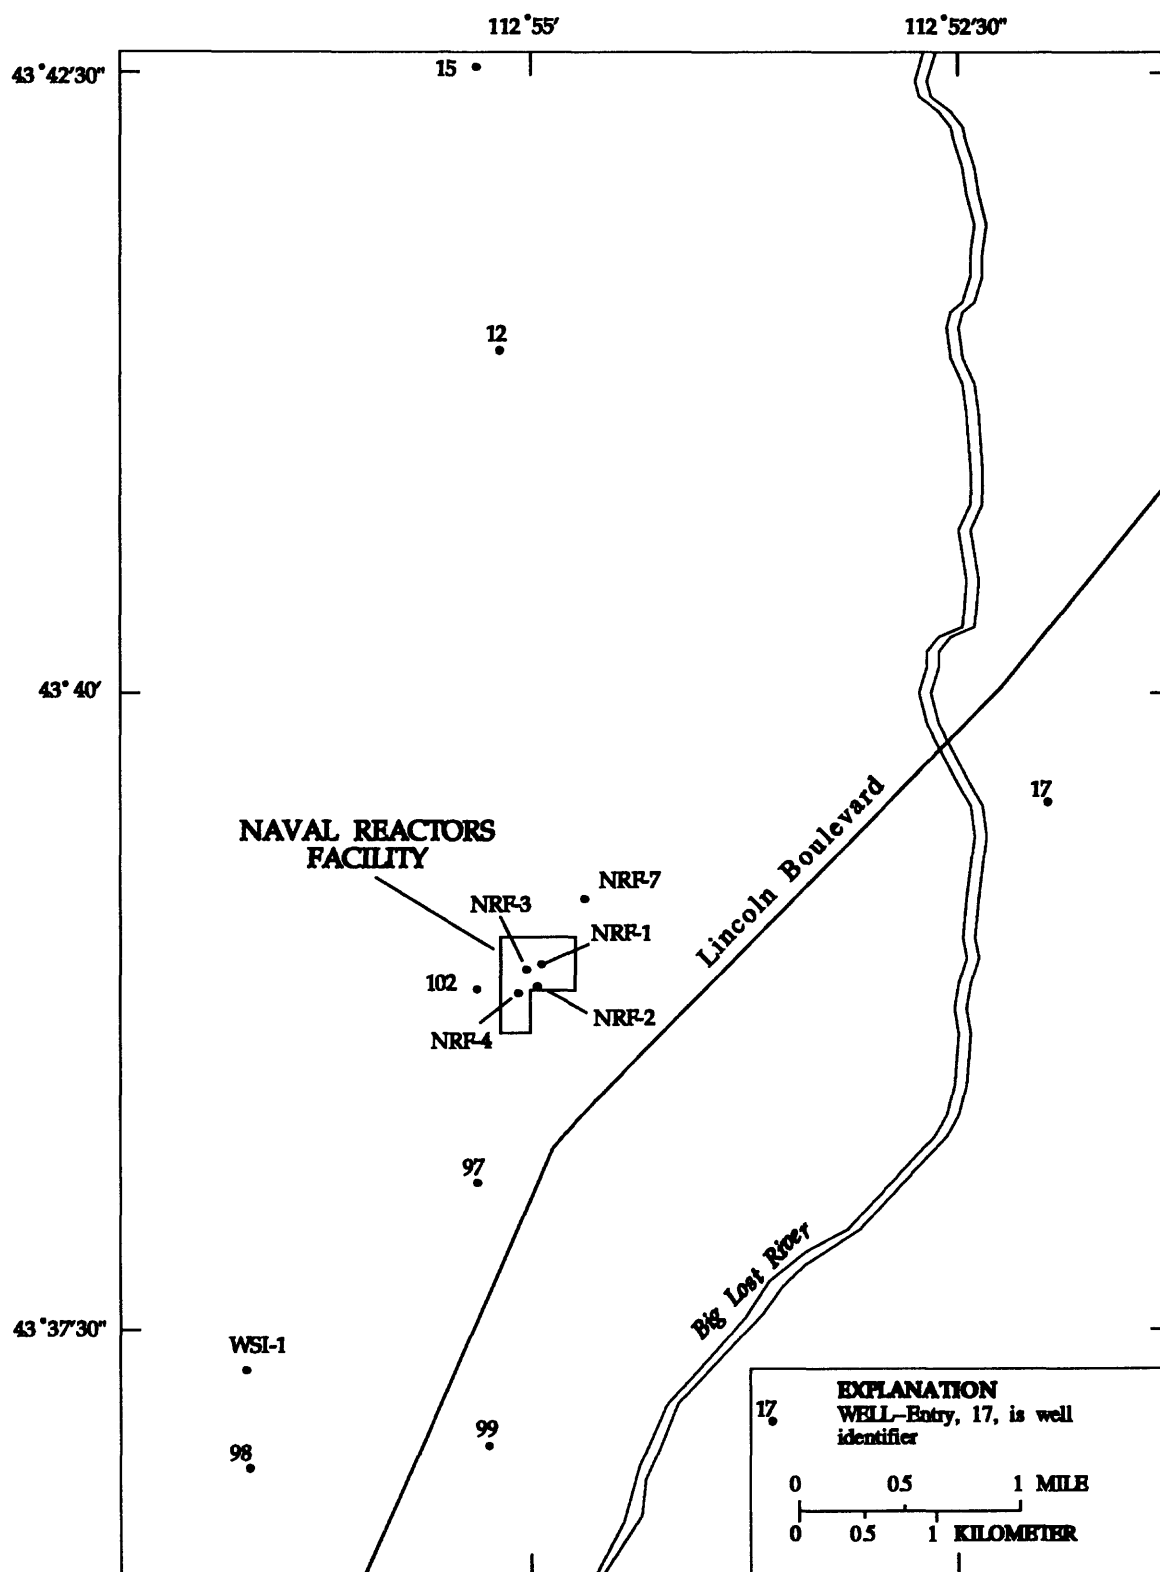 112°55′ 112°52′30″
43°42′30″
15
12
43°40′
17
NAVAL REACTORS
FACILITY
Lincoln Boulevard
NRF-7
NRF-3
NRF-1
102
NRF-2
NRF-4
97
Big Lost River
43°37′30″
WSI-1
99
98
EXPLANATION
17
WELL–Entry, 17, is well
identifier
0 0.5 1 MILE
0 0.5 1 KILOMETER